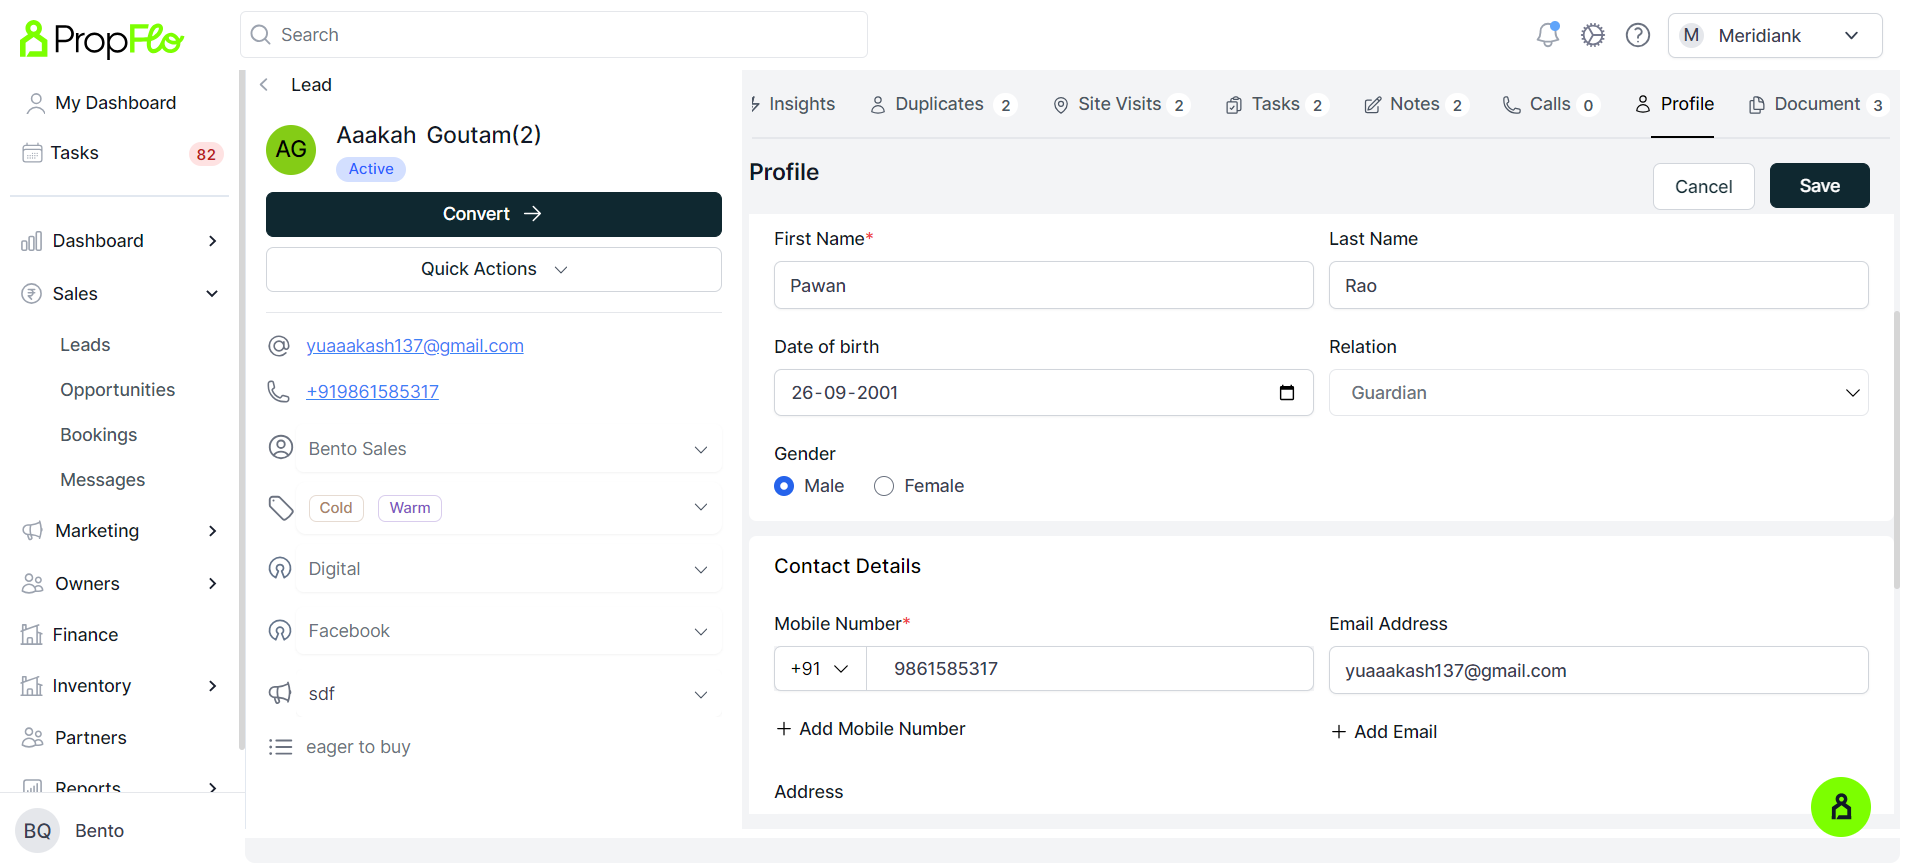 PropFlo
Search
M Meridiank
My Dashboard
Tasks 82
Dashboard
Sales
Leads
Opportunities
Bookings
Messages
Marketing
Owners
Finance
Inventory
Partners
Reports
BQ Bento
Lead
AG
Aaakah Goutam(2)
Active
Convert
Quick Actions
yuaaakash137@gmail.com
+919861585317
Bento Sales
Cold Warm
Digital
Facebook
sdf
eager to buy
Insights Duplicates 2 Site Visits 2 Tasks 2 Notes 2 Calls 0 Profile Document 3
Profile
Cancel Save
First Name* Last Name
Pawan Rao
Date of birth Relation
26-09-2001 Guardian
Gender
Male Female
Contact Details
Mobile Number* Email Address
+91 9861585317 yuaaakash137@gmail.com
+ Add Mobile Number + Add Email
Address